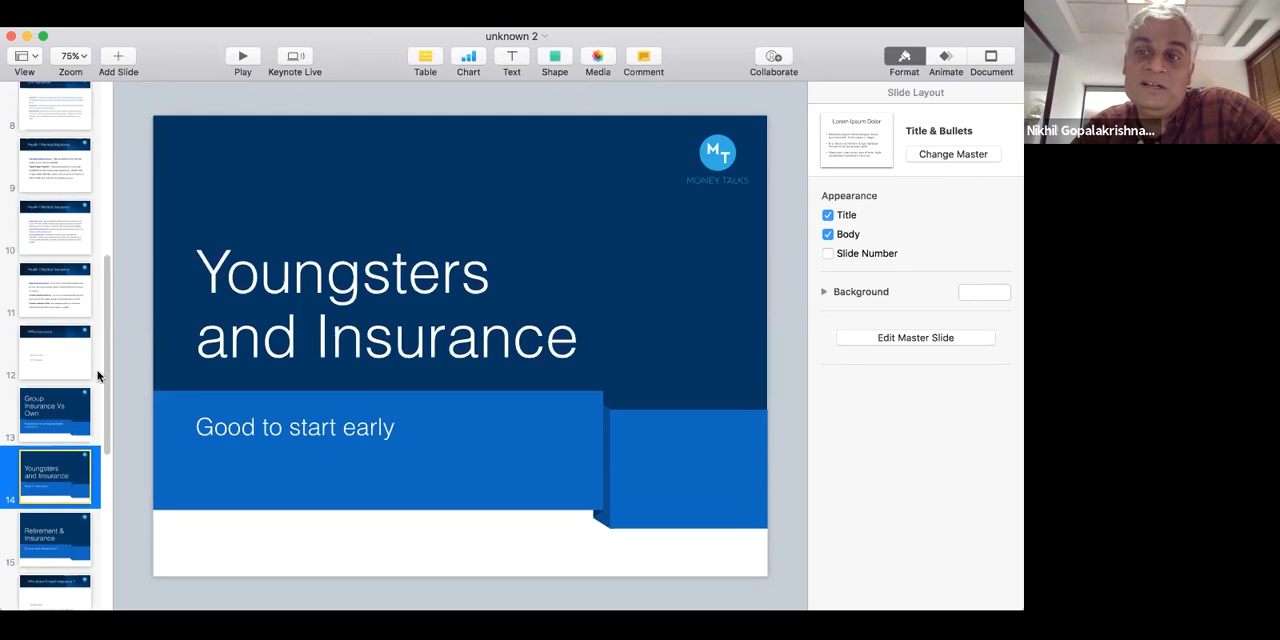 unknown 2
75%
View
Zoom
Add Slide
Play
Keynote Live
Table
Chart
Text
Shape
Media
Comment
Collaborate
Format
Animate
Document
Nikhil Gopalakrishna...
8
9
10
11
12
Group
Insurance Vs
Own
13
Youngsters
and Insurance
14
Retirement &
Insurance
15
MT
MONEY TALKS
Youngsters
and Insurance
Good to start early
Slide Layout
Lorem Ipsum Dolor
Title & Bullets
Change Master
Appearance
Title
Body
Slide Number
Background
Edit Master Slide